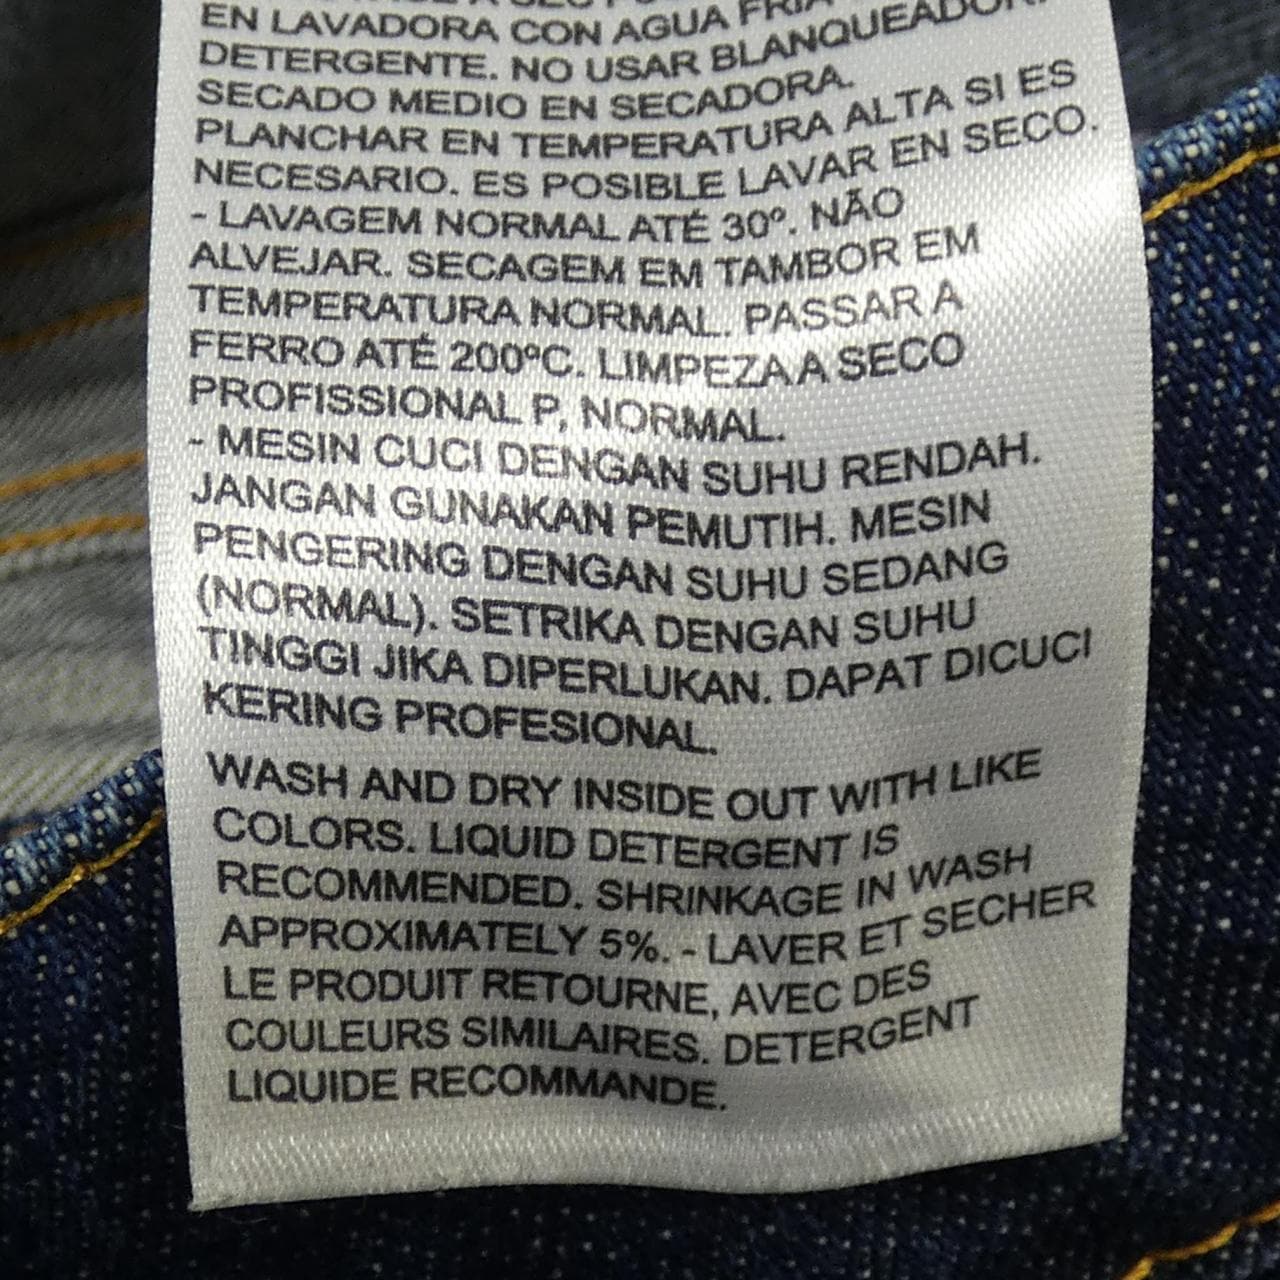 EN LAVADORA CON AGUA FRIA
DETERGENTE. NO USAR BLANQUEADOR.
SECADO MEDIO EN SECADORA.
PLANCHAR EN TEMPERATURA ALTA SI ES
NECESARIO. ES POSIBLE LAVAR EN SECO.
- LAVAGEM NORMAL ATÉ 30º. NÃO
ALVEJAR. SECAGEM EM TAMBOR EM
TEMPERATURA NORMAL. PASSAR A
FERRO ATÉ 200ºC. LIMPEZA A SECO
PROFISSIONAL P, NORMAL.
- MESIN CUCI DENGAN SUHU RENDAH.
JANGAN GUNAKAN PEMUTIH. MESIN
PENGERING DENGAN SUHU SEDANG
(NORMAL). SETRIKA DENGAN SUHU
TINGGI JIKA DIPERLUKAN. DAPAT DICUCI
KERING PROFESIONAL.
WASH AND DRY INSIDE OUT WITH LIKE
COLORS. LIQUID DETERGENT IS
RECOMMENDED. SHRINKAGE IN WASH
APPROXIMATELY 5%. - LAVER ET SECHER
LE PRODUIT RETOURNE, AVEC DES
COULEURS SIMILAIRES. DETERGENT
LIQUIDE RECOMMANDE.